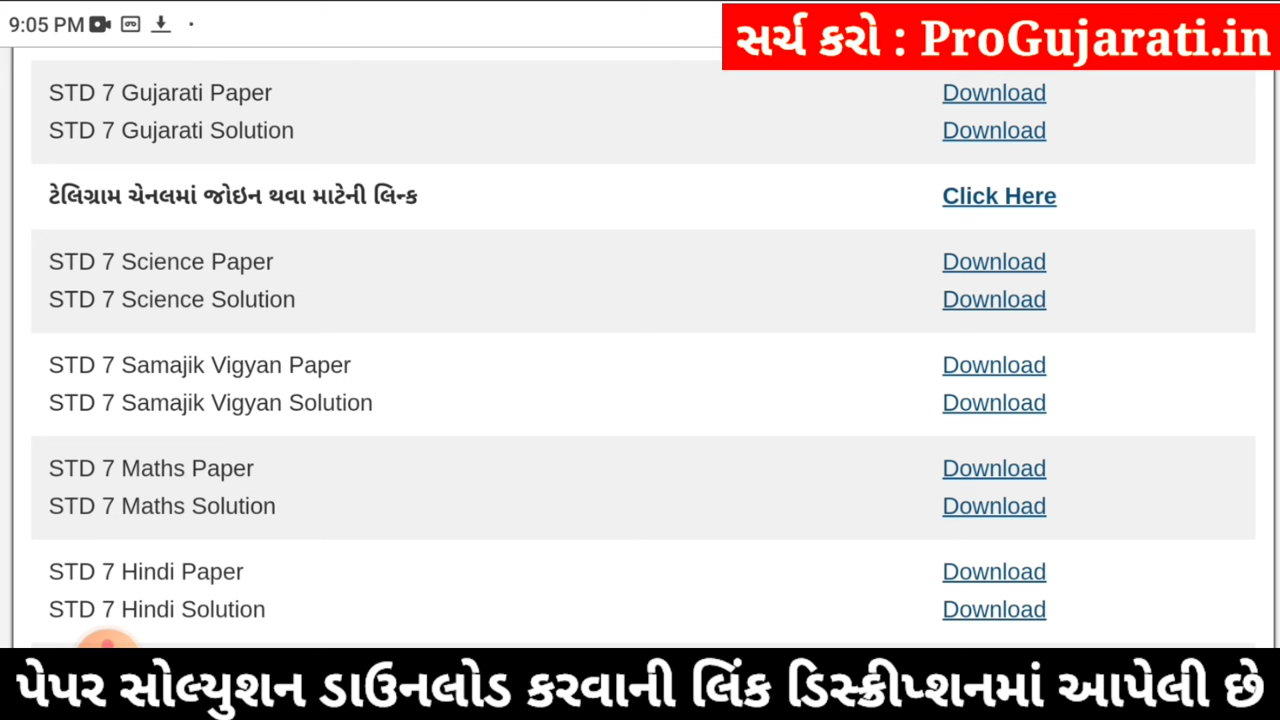 9:05 PM
સર્ચ કરો : ProGujarati.in
STD 7 Gujarati Paper Download
STD 7 Gujarati Solution Download
ટેલિગ્રામ ચેનલમાં જોઇન થવા માટેની લિન્ક Click Here
STD 7 Science Paper Download
STD 7 Science Solution Download
STD 7 Samajik Vigyan Paper Download
STD 7 Samajik Vigyan Solution Download
STD 7 Maths Paper Download
STD 7 Maths Solution Download
STD 7 Hindi Paper Download
STD 7 Hindi Solution Download
પેપર સોલ્યુશન ડાઉનલોડ કરવાની લિંક ડિસ્ક્રીપ્શનમાં આપેલી છે